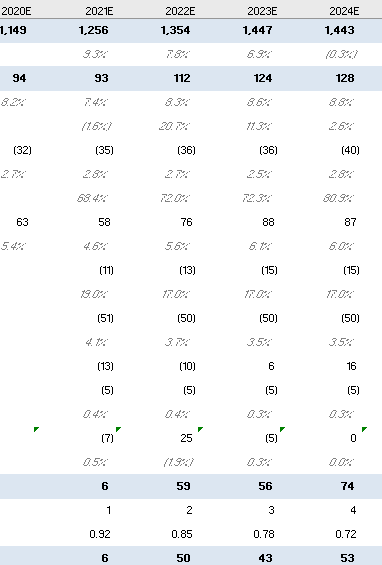 2020E 2021E 2022E 2023E 2024E
1,149 1,256 1,354 1,447 1,443
9.3% 7.8% 6.9% (0.3%)
94 93 112 124 128
8.2% 7.4% 8.3% 8.6% 8.8%
(1.6%) 20.7% 11.3% 2.6%
(32) (35) (36) (36) (40)
2.7% 2.8% 2.7% 2.5% 2.8%
68.4% 72.0% 72.3% 80.9%
63 58 76 88 87
5.4% 4.6% 5.6% 6.1% 6.0%
(11) (13) (15) (15)
19.0% 17.0% 17.0% 17.0%
(51) (50) (50) (50)
4.1% 3.7% 3.5% 3.5%
(13) (10) 6 16
(5) (5) (5) (5)
0.4% 0.4% 0.3% 0.3%
(7) 25 (5) 0
0.5% (1.9%) 0.3% 0.0%
6 59 56 74
1 2 3 4
0.92 0.85 0.78 0.72
6 50 43 53